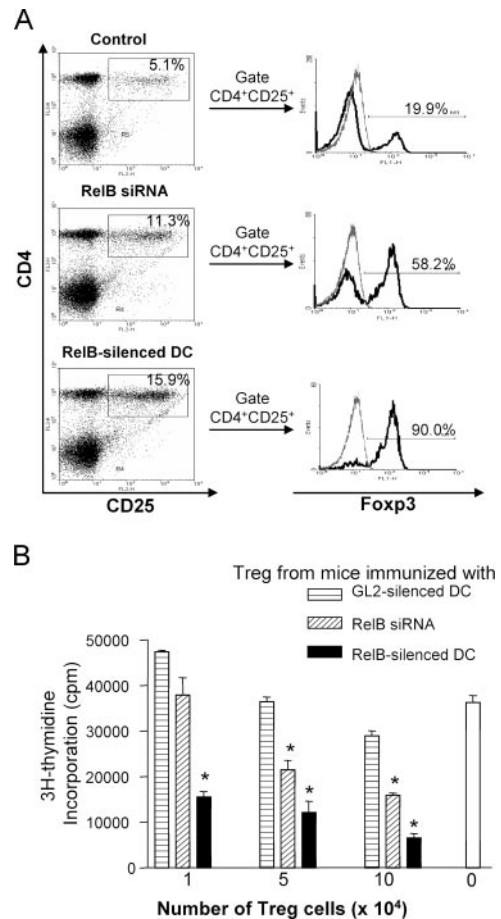 A
Control
5.1%
Gate
CD4+CD25+
19.9%
RelB siRNA
11.3%
Gate
CD4+CD25+
58.2%
RelB-silenced DC
15.9%
Gate
CD4+CD25+
90.0%
CD4
CD25
Foxp3
B
Treg from mice immunized with
GL2-silenced DC
RelB siRNA
RelB-silenced DC
3H-thymidine
Incorporation (cpm)
50000
40000
30000
20000
10000
0
*
* *
* *
1 5 10 0
Number of Treg cells (x 10⁴)